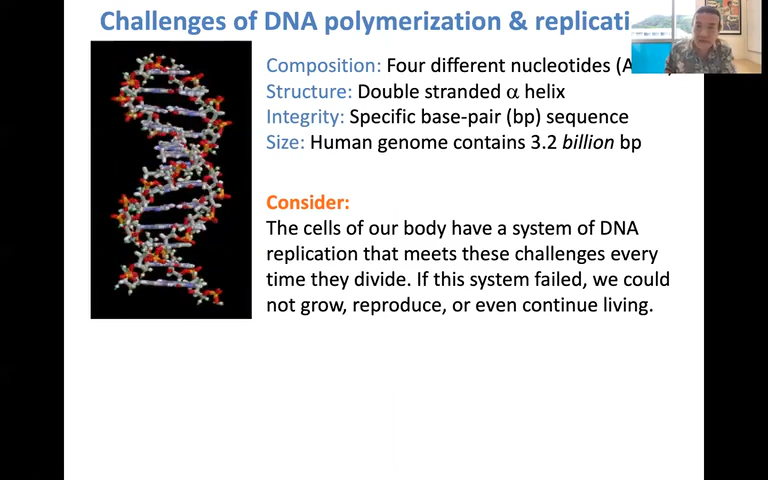 Challenges of DNA polymerization & replicati
Composition: Four different nucleotides (A
Structure: Double stranded α helix
Integrity: Specific base-pair (bp) sequence
Size: Human genome contains 3.2 billion bp
Consider:
The cells of our body have a system of DNA
replication that meets these challenges every
time they divide. If this system failed, we could
not grow, reproduce, or even continue living.